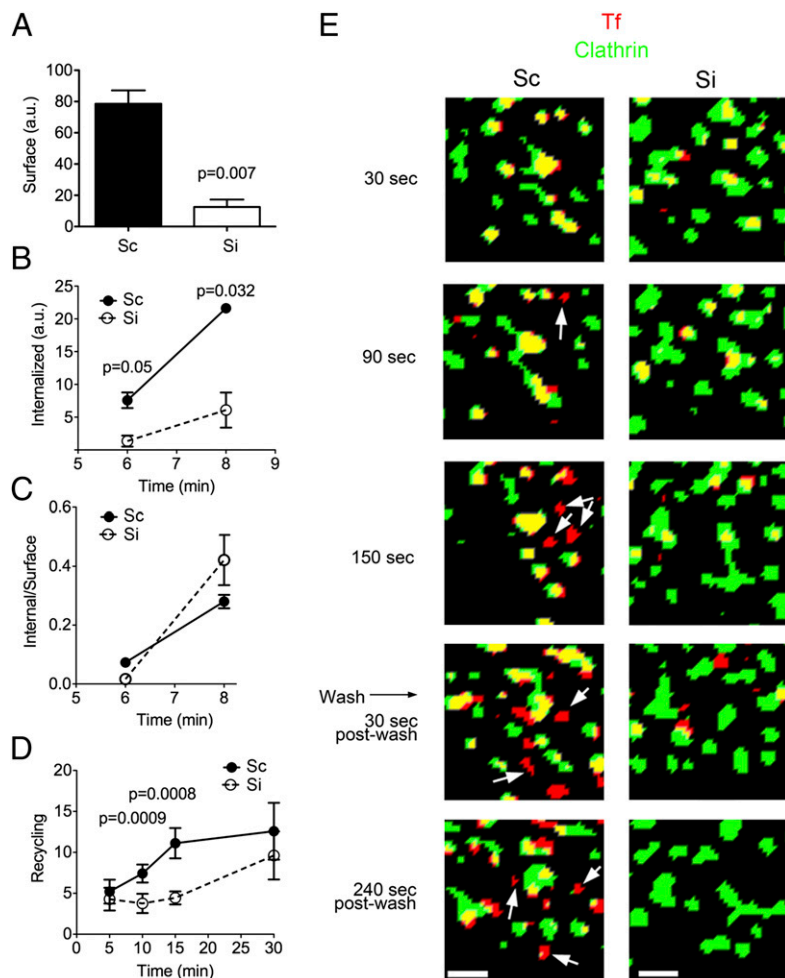 A
Surface (a.u.)
100
80
60
40
20
0
p=0.007
Sc
Si
B
Internalized (a.u.)
25
20
15
10
5
Sc
Si
p=0.032
p=0.05
5
6
7
8
9
Time (min)
C
Internal/Surface
0.6
0.4
0.2
0.0
Sc
Si
5
6
7
8
Time (min)
D
Recycling
20
15
10
5
0
Sc
Si
p=0.0008
p=0.0009
0
5
10
15
20
25
30
Time (min)
E
Tf
Clathrin
Sc
Si
30 sec
90 sec
150 sec
Wash
30 sec
post-wash
240 sec
post-wash